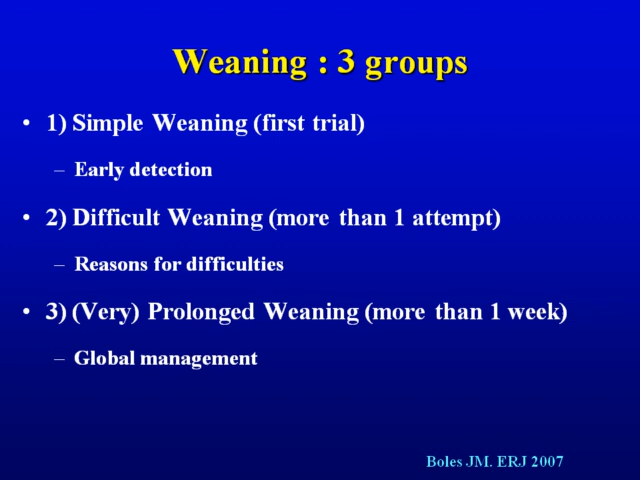 Weaning : 3 groups
• 1) Simple Weaning (first trial)
– Early detection
• 2) Difficult Weaning (more than 1 attempt)
– Reasons for difficulties
• 3) (Very) Prolonged Weaning (more than 1 week)
– Global management
Boles JM. ERJ 2007